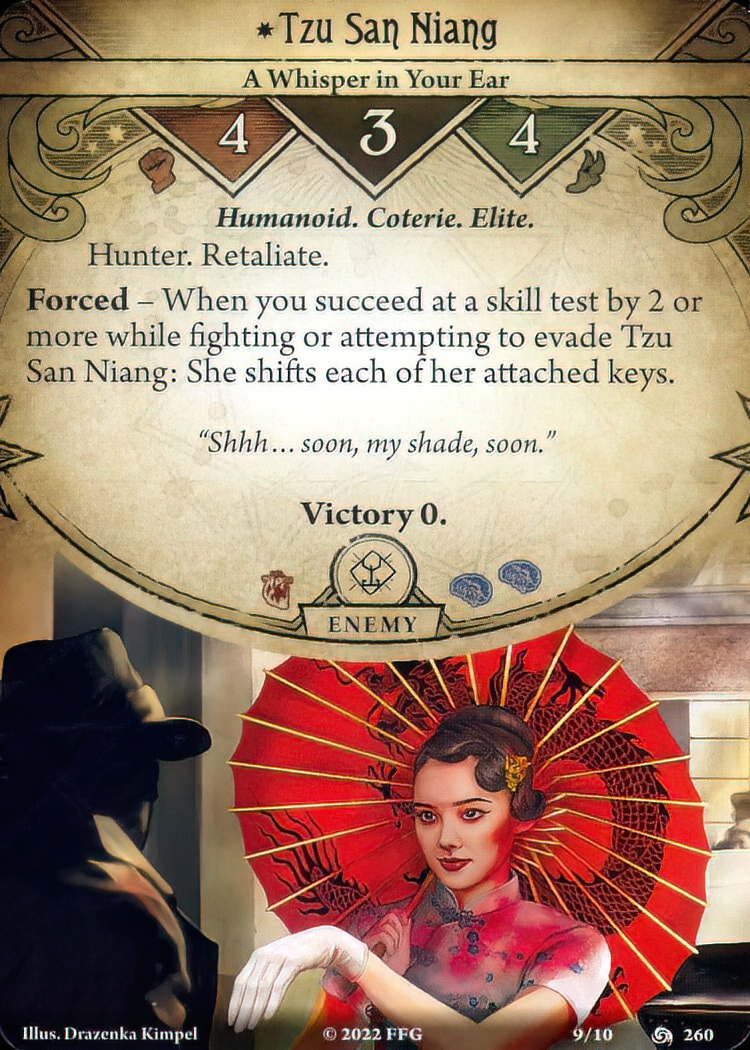 Tzu San Niang
A Whisper in Your Ear
4 3 4
Humanoid. Coterie. Elite.
Hunter. Retaliate.
Forced – When you succeed at a skill test by 2 or
more while fighting or attempting to evade Tzu
San Niang: She shifts each of her attached keys.
“Shhh… soon, my shade, soon.”
Victory 0.
ENEMY
Illus. Drazenka Kimpel © 2022 FFG 9/10 260